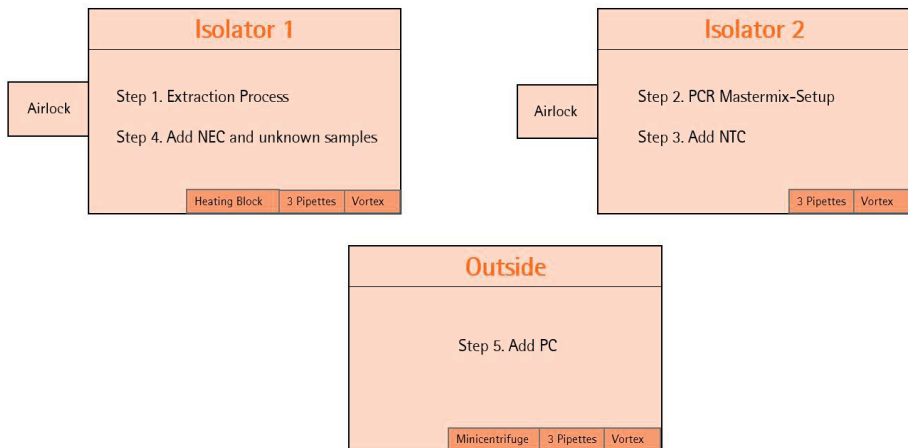 Isolator 1
Airlock
Step 1. Extraction Process
Step 4. Add NEC and unknown samples
Heating Block
3 Pipettes
Vortex
Isolator 2
Airlock
Step 2. PCR Mastermix-Setup
Step 3. Add NTC
3 Pipettes
Vortex
Outside
Step 5. Add PC
Minicentrifuge
3 Pipettes
Vortex